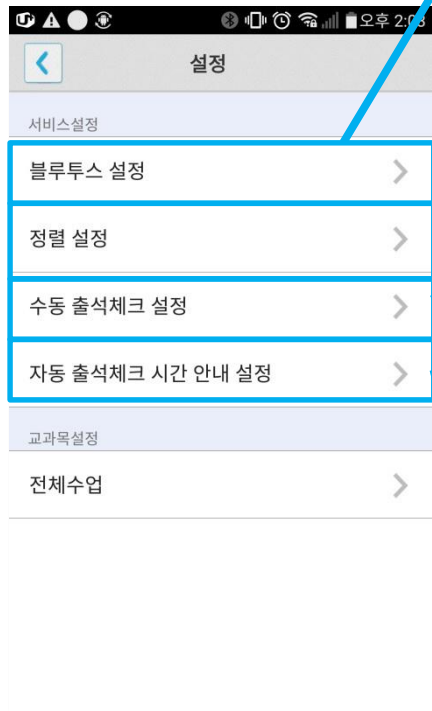 오후 2:03
설정
서비스설정
블루투스 설정
정렬 설정
수동 출석체크 설정
자동 출석체크 시간 안내 설정
교과목설정
전체수업